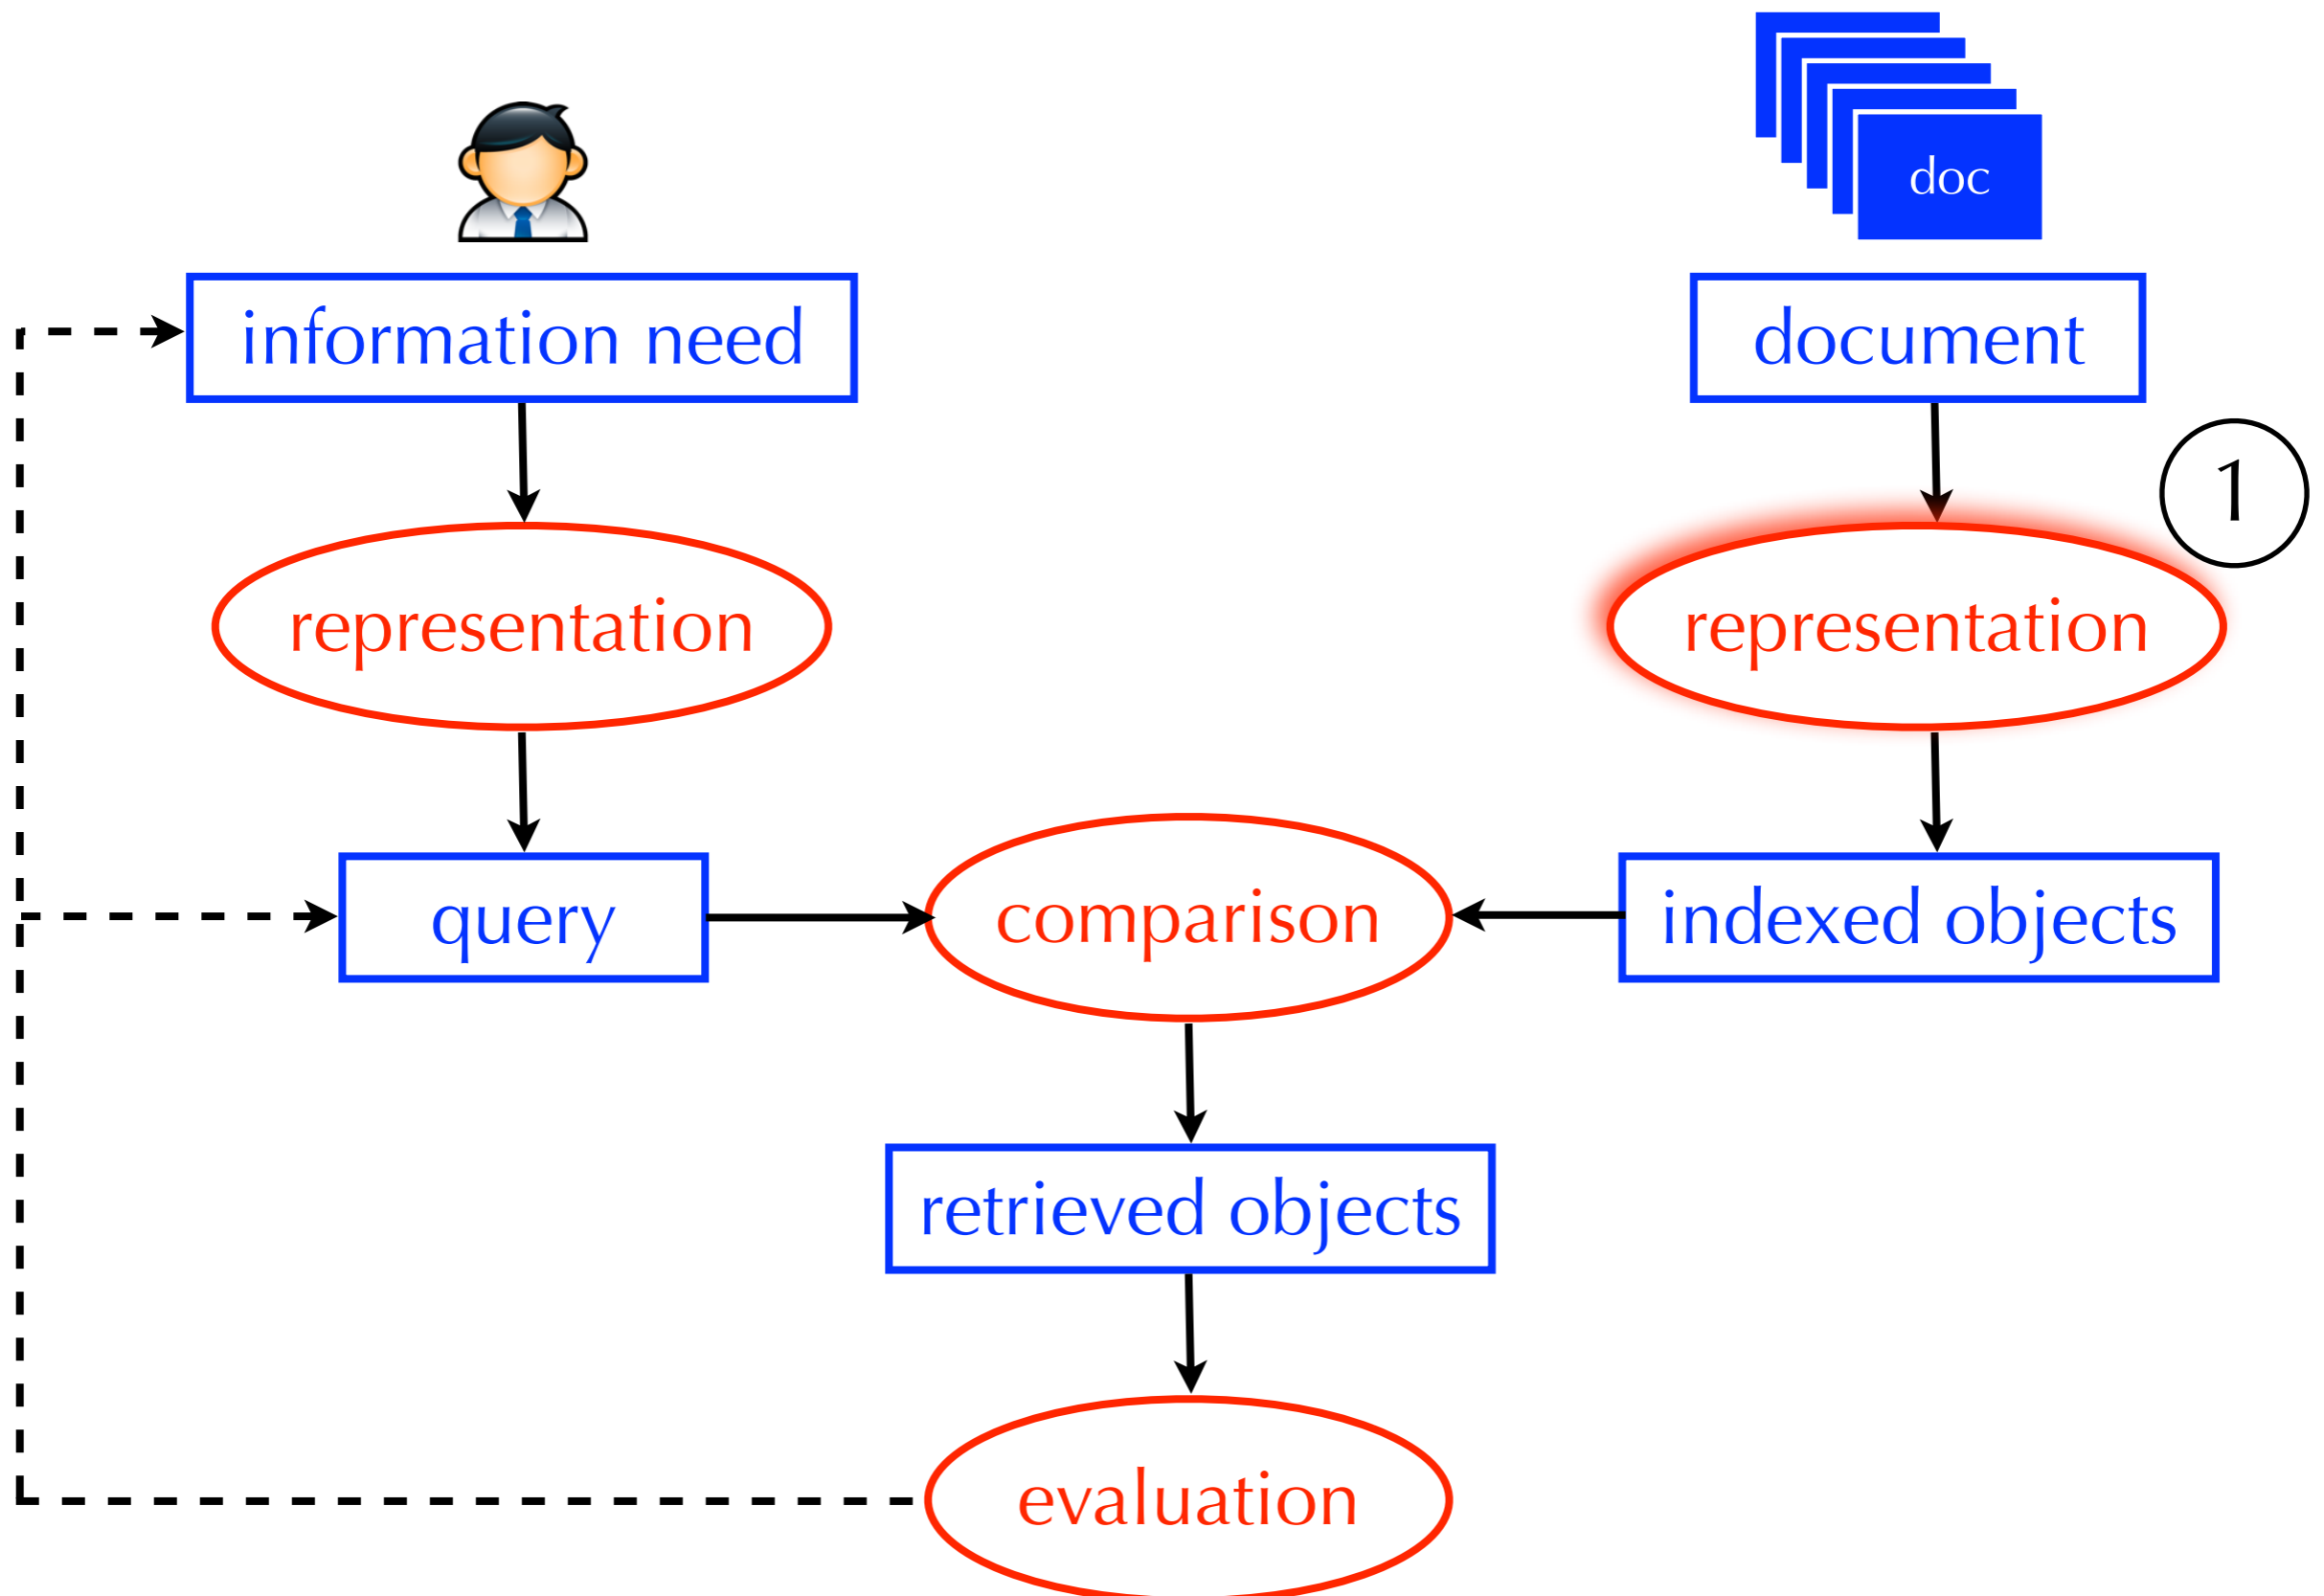 doc
information need
document
1
representation
representation
query
comparison
indexed objects
retrieved objects
evaluation